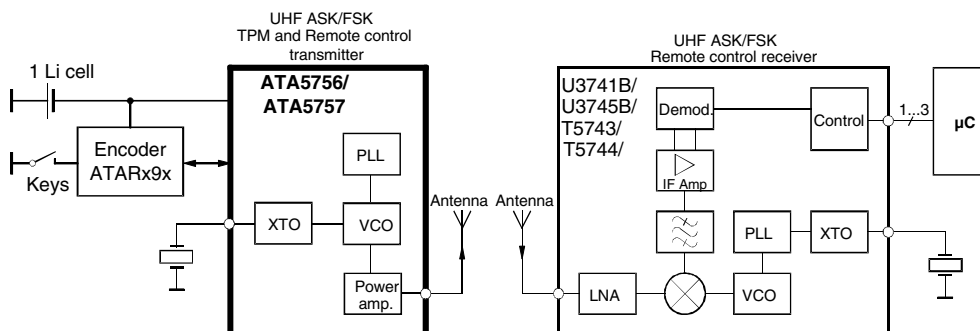 UHF ASK/FSK
TPM and Remote control
transmitter
1 Li cell
ATA5756/
ATA5757
Encoder
ATARx9x
Keys
PLL
XTO
VCO
Power
amp.
Antenna
Antenna
UHF ASK/FSK
Remote control receiver
U3741B/
U3745B/
T5743/
T5744/
Demod.
Control
1...3
µC
IF Amp
PLL
XTO
LNA
VCO